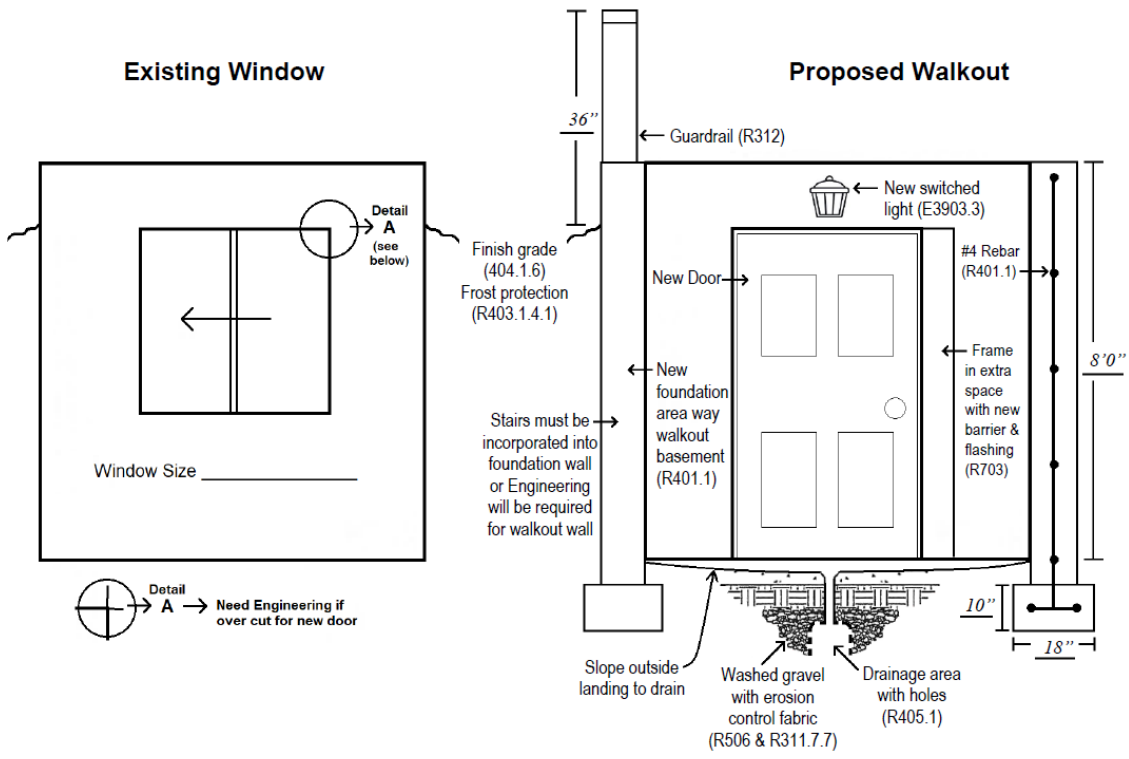 Existing Window
Proposed Walkout
36”
Guardrail (R312)
New switched
light (E3903.3)
Detail
A
(see
below)
Finish grade
(404.1.6)
Frost protection
(R403.1.4.1)
New Door
#4 Rebar
(R401.1)
New
foundation
area way
walkout
basement
(R401.1)
Frame
in extra
space
with new
barrier &
flashing
(R703)
8’0”
Stairs must be
incorporated into
foundation wall
or Engineering
will be required
for walkout wall
Window Size
Detail
A
Need Engineering if
over cut for new door
10”
18”
Slope outside
landing to drain
Washed gravel
with erosion
control fabric
(R506 & R311.7.7)
Drainage area
with holes
(R405.1)